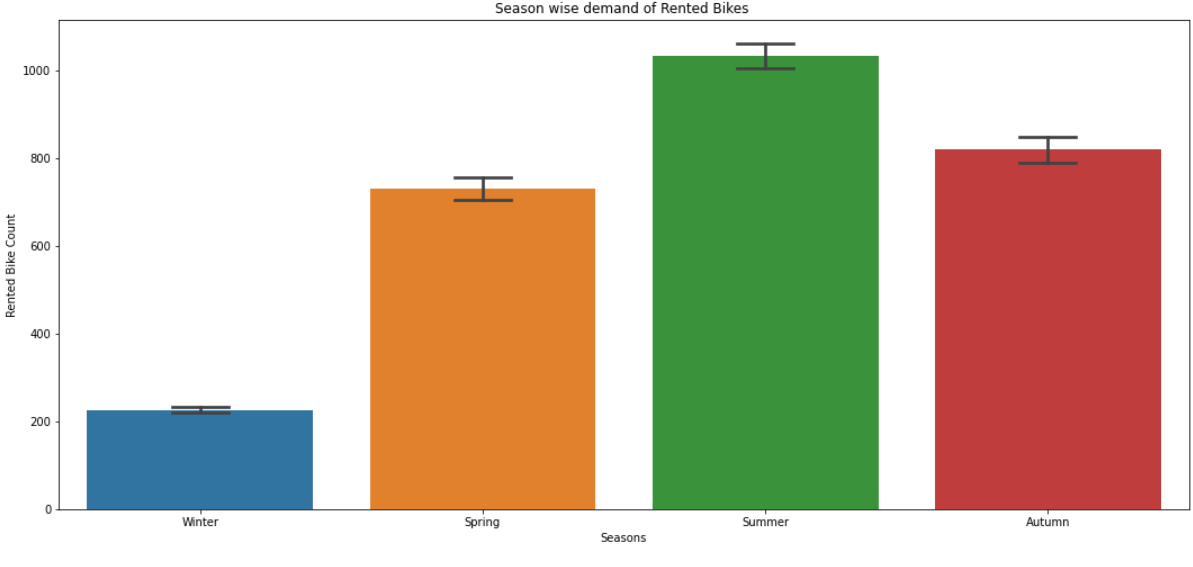 Season wise demand of Rented Bikes
Rented Bike Count
1000
800
600
400
200
0
Winter
Spring
Summer
Autumn
Seasons